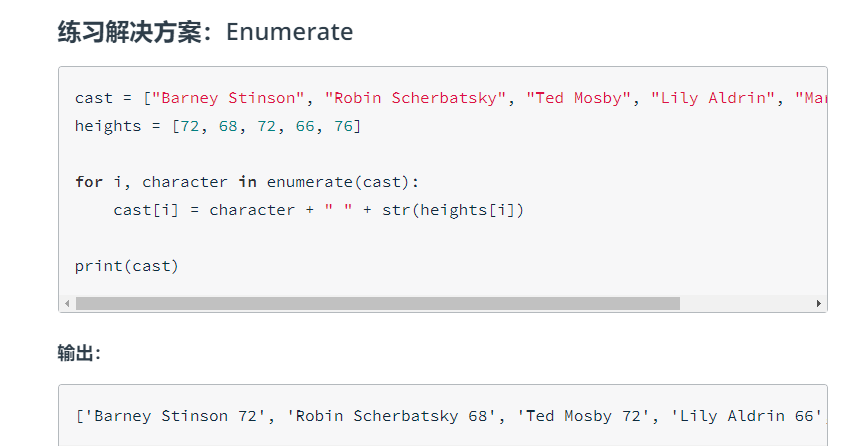 练习解决方案：Enumerate
cast = ["Barney Stinson", "Robin Scherbatsky", "Ted Mosby", "Lily Aldrin", "Mar
heights = [72, 68, 72, 66, 76]
for i, character in enumerate(cast):
    cast[i] = character + " " + str(heights[i])
print(cast)
输出：
['Barney Stinson 72', 'Robin Scherbatsky 68', 'Ted Mosby 72', 'Lily Aldrin 66',